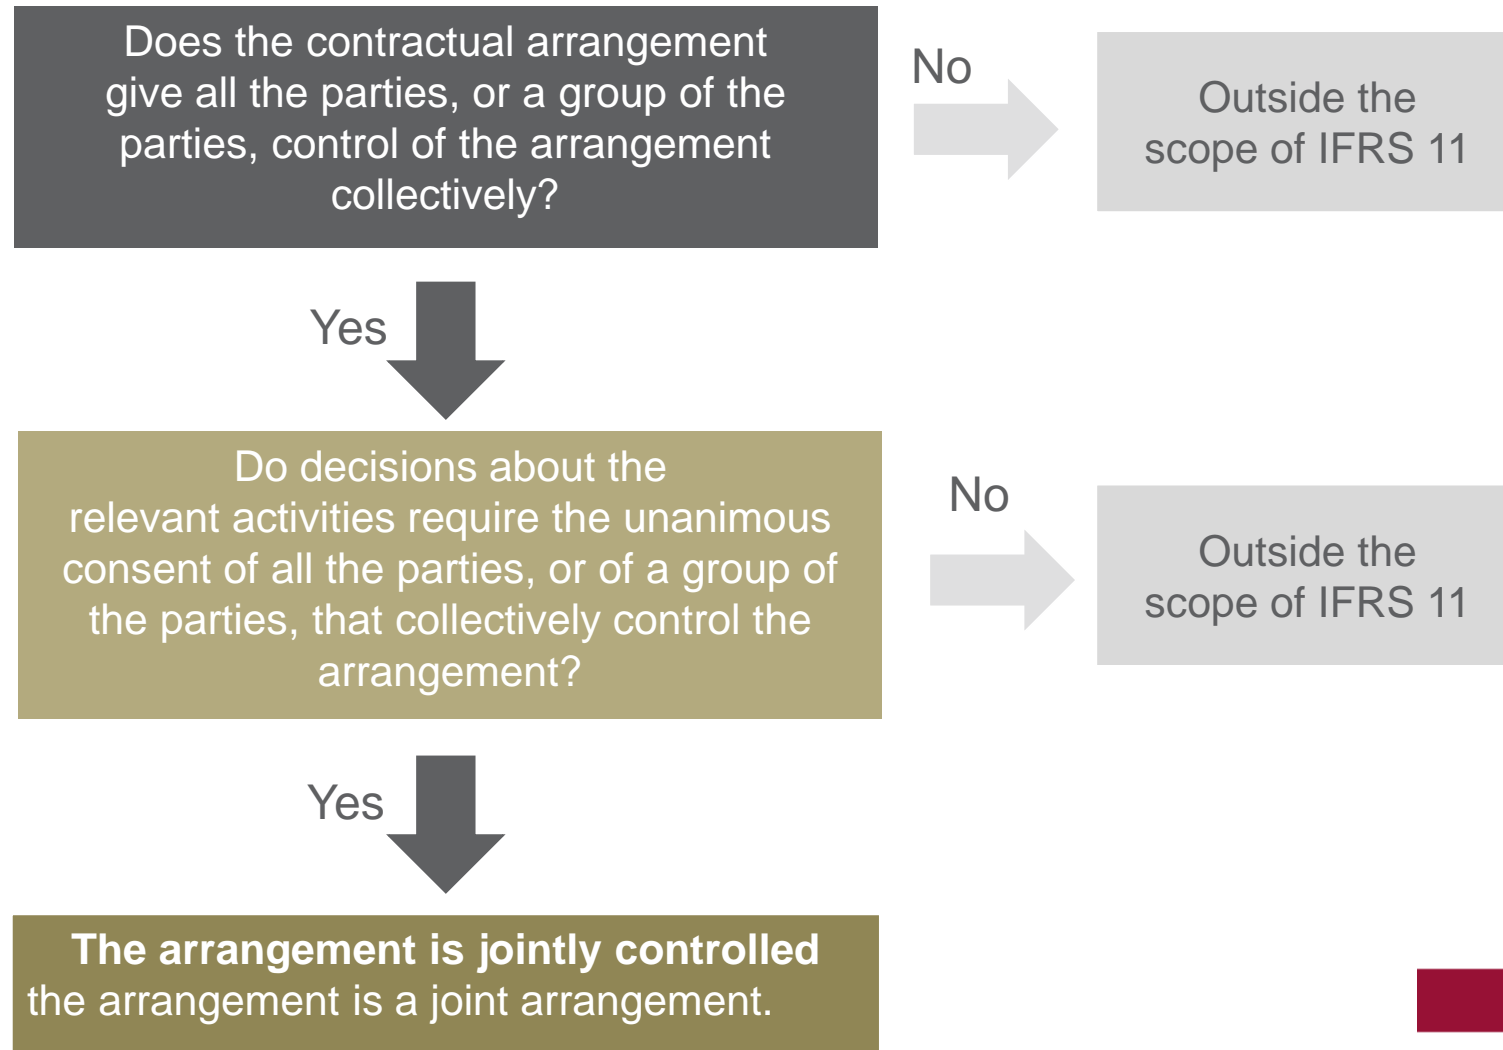 Does the contractual arrangement
give all the parties, or a group of the
parties, control of the arrangement
collectively?
No
Outside the
scope of IFRS 11
Yes
Do decisions about the
relevant activities require the unanimous
consent of all the parties, or of a group of
the parties, that collectively control the
arrangement?
No
Outside the
scope of IFRS 11
Yes
The arrangement is jointly controlled
the arrangement is a joint arrangement.